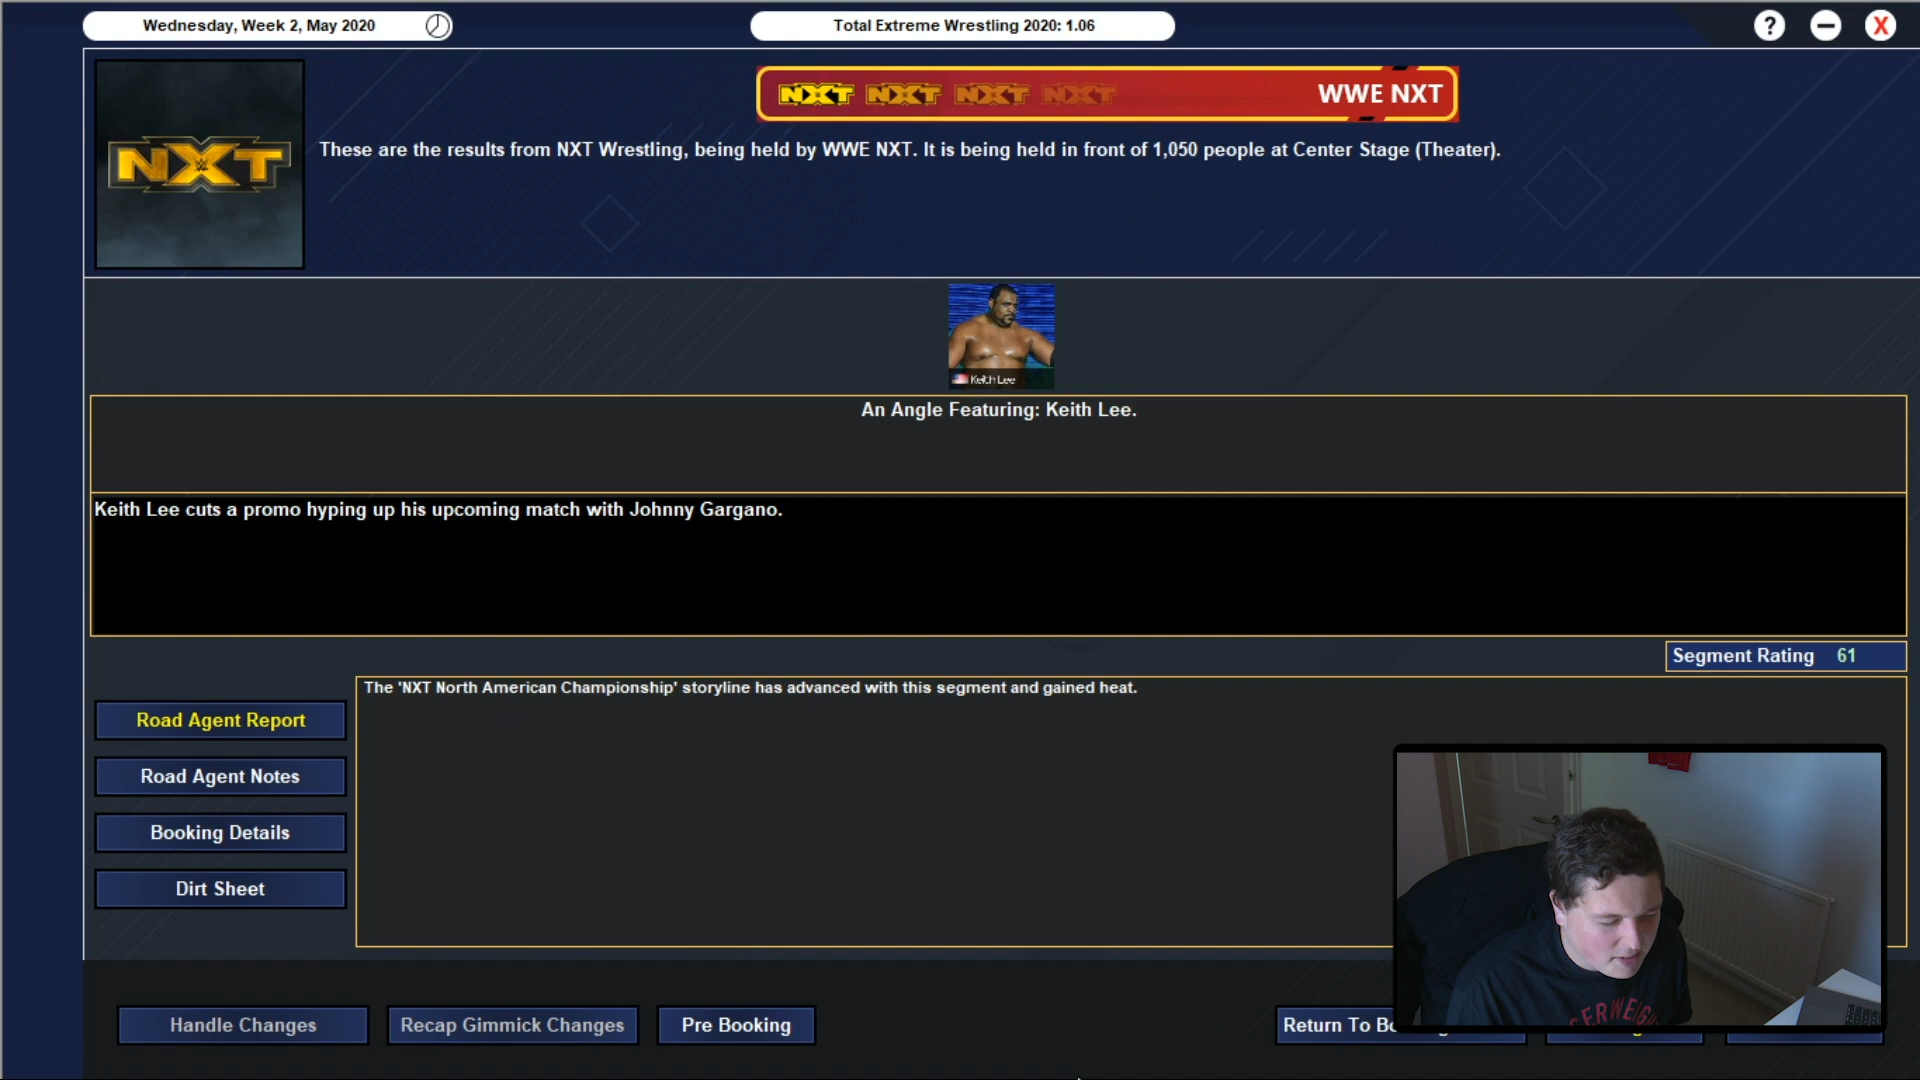 Wednesday, Week 2, May 2020
Total Extreme Wrestling 2020: 1.06
?
X
NXT
NXT NXT NXT NXT
WWE NXT
These are the results from NXT Wrestling, being held by WWE NXT. It is being held in front of 1,050 people at Center Stage (Theater).
Keith Lee
An Angle Featuring: Keith Lee.
Keith Lee cuts a promo hyping up his upcoming match with Johnny Gargano.
Segment Rating 61
The 'NXT North American Championship' storyline has advanced with this segment and gained heat.
Road Agent Report
Road Agent Notes
Booking Details
Dirt Sheet
Handle Changes
Recap Gimmick Changes
Pre Booking
Return To